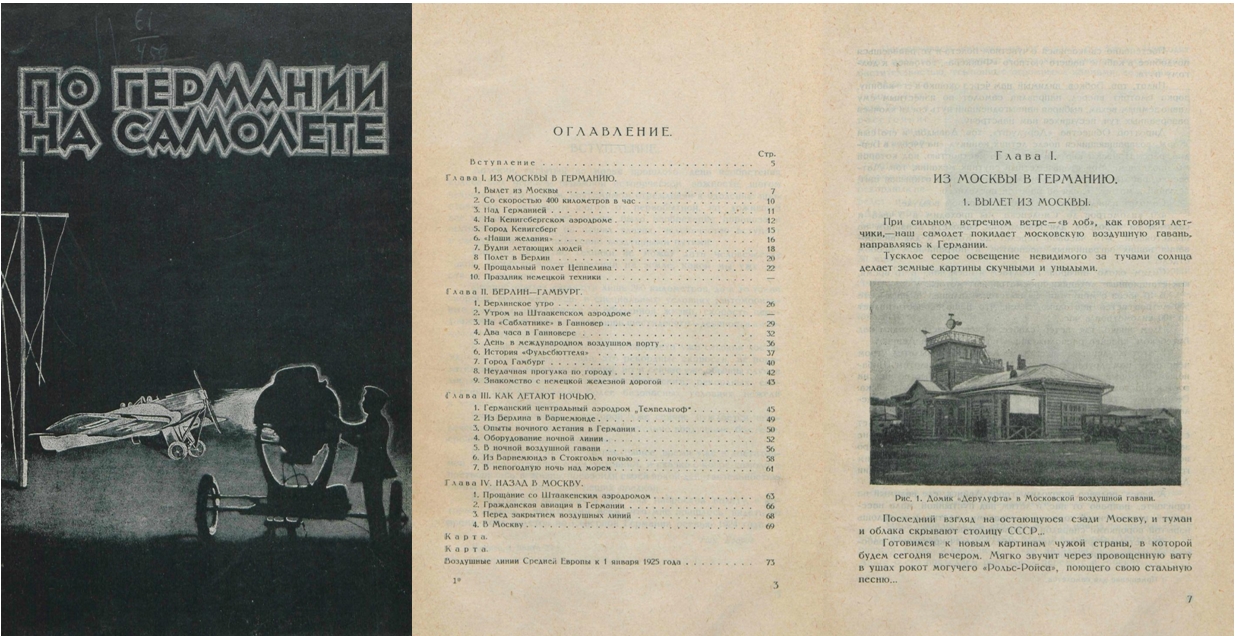 ПО ГЕРМАНИИ
НА САМОЛЕТЕ
ОГЛАВЛЕНИЕ.
Стр.
Вступление . . . . . . . . . . 5
Глава I. ИЗ МОСКВЫ В ГЕРМАНИЮ.
1. Вылет из Москвы . . . . . . . . . . 7
2. Со скоростью 400 километров в час . . . . . . . . . . 10
3. Над Германией . . . . . . . . . . 11
4. На Кенигсбергском аэродроме . . . . . . . . . . 12
5. Город Кенигсберг . . . . . . . . . . 15
6. «Наши желания» . . . . . . . . . . 16
7. Будни летающих людей . . . . . . . . . . 18
8 Полет в Берлин . . . . . . . . . . 20
9. Прощальный полет Цеппелина . . . . . . . . . . 22
10. Праздник немецкой техники . . . . . . . . . . —
Глава II. БЕРЛИН—ГАМБУРГ.
1. Берлинское утро . . . . . . . . . . 26
2. Утром на Штаакенском аэродроме . . . . . . . . . . —
3. На «Саблатниге» в Ганновер . . . . . . . . . . 29
4. Два часа в Ганновере . . . . . . . . . . 32
5. День в международном воздушном порту . . . . . . . . . . 36
6. История «Фульсбюттеля» . . . . . . . . . . 37
7. Город Гамбург . . . . . . . . . . 40
8. Неудачная прогулка по городу . . . . . . . . . . 42
9. Знакомство с немецкой железной дорогой . . . . . . . . . . 43
Глава III. КАК ЛЕТАЮТ НОЧЬЮ.
1. Германский центральный аэродром „Темпельгоф“ . . . . . . . . . . 45
2. Из Берлина в Варнемюнде . . . . . . . . . . 49
3. Опыты ночного летания в Германии . . . . . . . . . . 50
4. Оборудование ночной линии . . . . . . . . . . 52
5. В ночной воздушной гавани . . . . . . . . . . 56
6. Из Варнемюндэ в Стокгольм ночью . . . . . . . . . . 58
7. В непогодную ночь над морем . . . . . . . . . . 61
Глава IV. НАЗАД В МОСКВУ.
1. Прощание со Штаакенским аэродромом . . . . . . . . . . 63
2. Гражданская авиация в Германии . . . . . . . . . . 66
3. Перед закрытием воздушных линий . . . . . . . . . . 68
4. В Москву . . . . . . . . . . 69
Карта.
Карта.
Воздушные линии Средней Европы к 1 января 1925 года . . . . . . . . . . 73
1*
3
Глава I.
ИЗ МОСКВЫ В ГЕРМАНИЮ.
1. ВЫЛЕТ ИЗ МОСКВЫ.
При сильном встречном ветре—«в лоб», как говорят лет-
чики,—наш самолет покидает московскую воздушную гавань,
направляясь к Германии.
Тусклое серое освещение невидимого за тучами солнца
делает земные картины скучными и унылыми.
Рис. 1. Домик «Дерулуфта» в Московской воздушной гавани.
Последний взгляд на остающуюся сзади Москву, и туман
и облака скрывают столицу СССР...
Готовимся к новым картинам чужой страны, в которой
будем сегодня вечером. Мягко звучит через провощенную вату
в ушах рокот могучего «Рольс-Ройса», поющего свою стальную
песню...
7